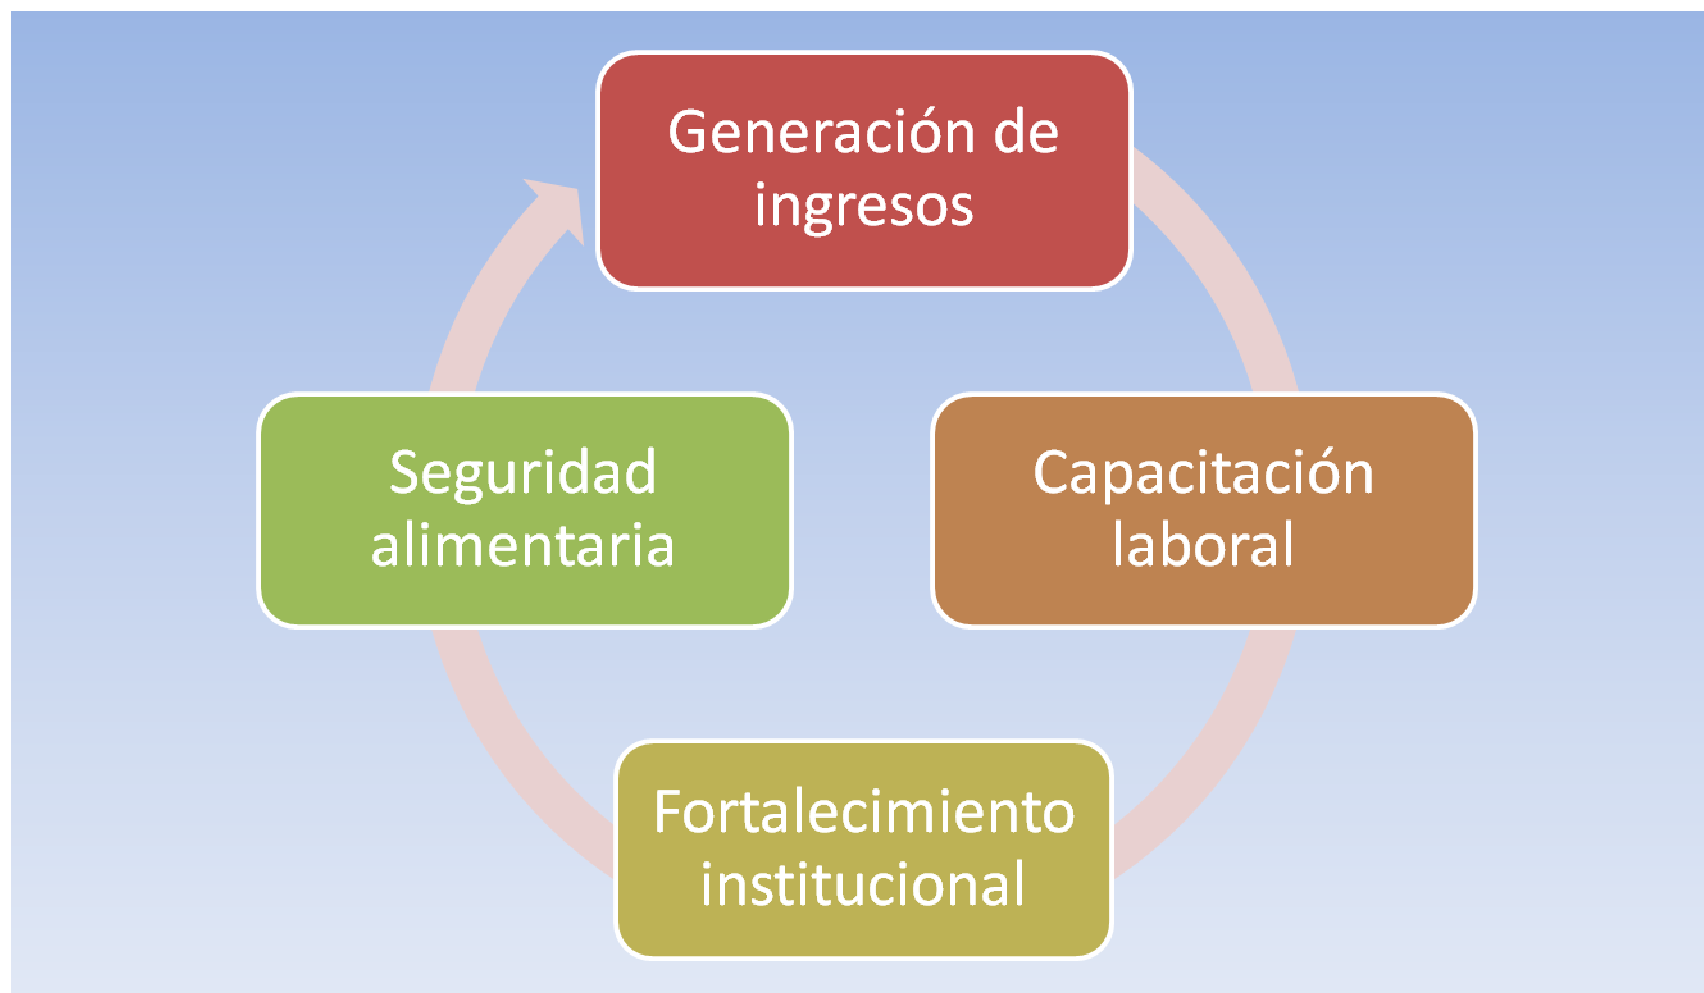 Generación de
ingresos
Seguridad
alimentaria
Capacitación
laboral
Fortalecimiento
institucional